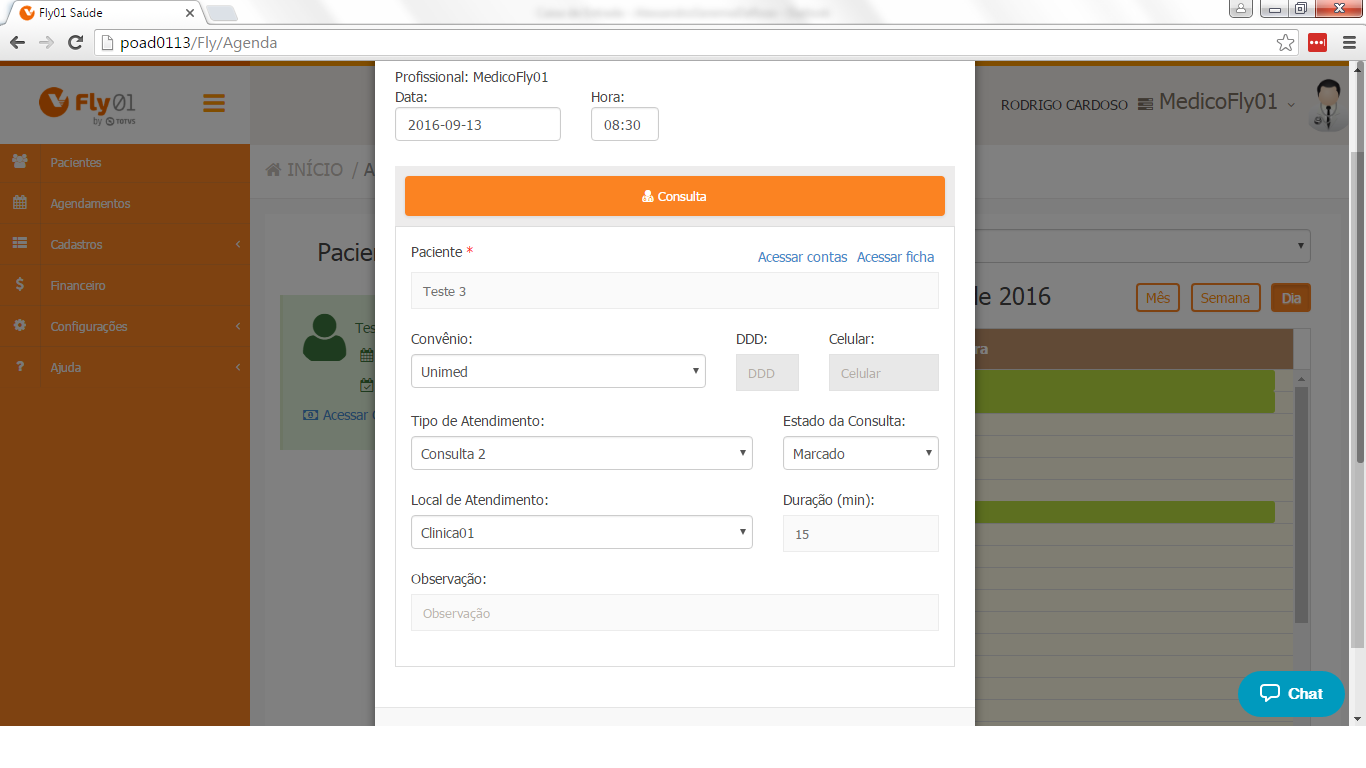 Fly01 Saúde
poad0113/Fly/Agenda
Fly01
by TOTVS
RODRIGO CARDOSO MedicoFly01
Pacientes
Agendamentos
Cadastros
Financeiro
Configurações
Ajuda
INÍCIO / A
Profissional: MedicoFly01
Data: Hora:
2016-09-13 08:30
Consulta
Paciente * Acessar contas Acessar ficha
Teste 3
Convênio: DDD: Celular:
Unimed DDD Celular
Tipo de Atendimento: Estado da Consulta:
Consulta 2 Marcado
Local de Atendimento: Duração (min):
Clinica01 15
Observação:
Observação
Pacie
Tes
Acessar
de 2016 Mês Semana Dia
ra
Chat